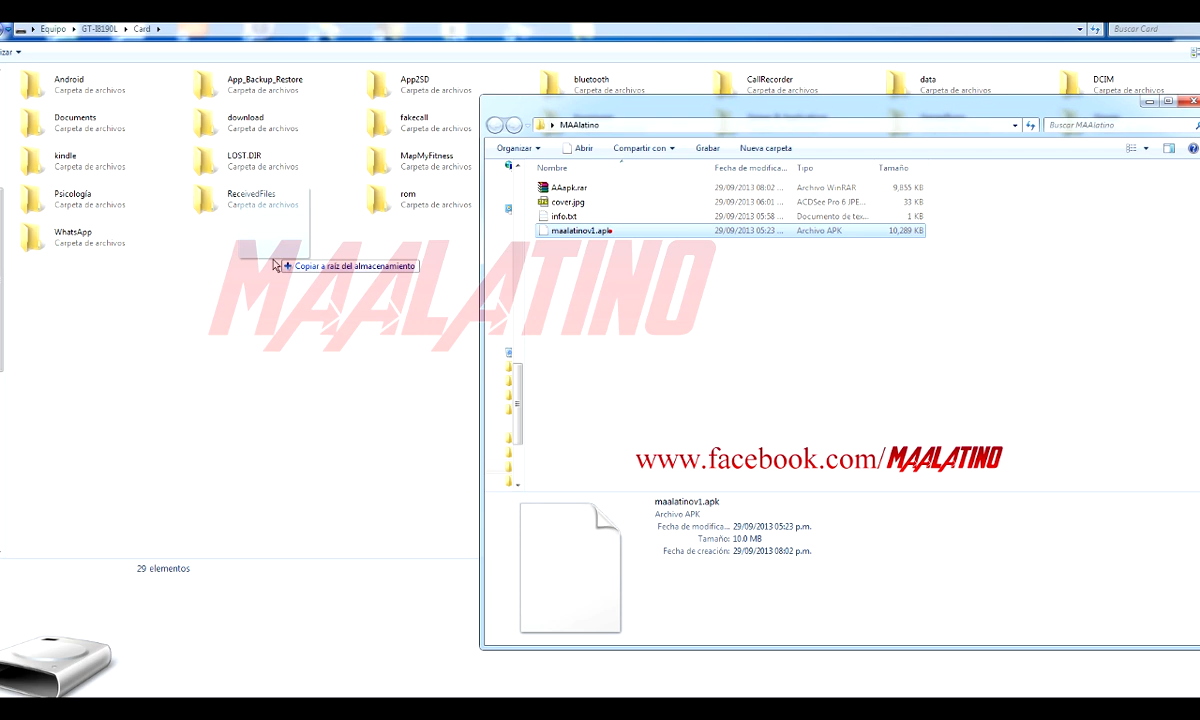 Equipo ▸ GT-I8190L ▸ Card ▸
Buscar Card
izar
Android
Carpeta de archivos
App_Backup_Restore
Carpeta de archivos
App2SD
Carpeta de archivos
bluetooth
Carpeta de archivos
CallRecorder
Carpeta de archivos
data
Carpeta de archivos
DCIM
Carpeta de archivos
Documents
Carpeta de archivos
download
Carpeta de archivos
fakecall
Carpeta de archivos
kindle
Carpeta de archivos
LOST.DIR
Carpeta de archivos
MapMyFitness
Carpeta de archivos
Psicología
Carpeta de archivos
ReceivedFiles
Carpeta de archivos
rom
Carpeta de archivos
WhatsApp
Carpeta de archivos
Copiar a raíz del almacenamiento
29 elementos
MAALATINO
MAAlatino
Buscar MAAlatino
Organizar Abrir Compartir con Grabar Nueva carpeta
Nombre Fecha de modifica... Tipo Tamaño
AAapk.rar 29/09/2013 08:02 ... Archivo WinRAR 9,855 KB
cover.jpg 29/09/2013 06:01 ... ACDSee Pro 6 JPE... 33 KB
info.txt 29/09/2013 05:58 ... Documento de tex... 1 KB
maalatinov1.apk 29/09/2013 05:23 ... Archivo APK 10,289 KB
www.facebook.com/MAALATINO
maalatinov1.apk
Archivo APK
Fecha de modifica... 29/09/2013 05:23 p.m.
Tamaño: 10.0 MB
Fecha de creación: 29/09/2013 08:02 p.m.